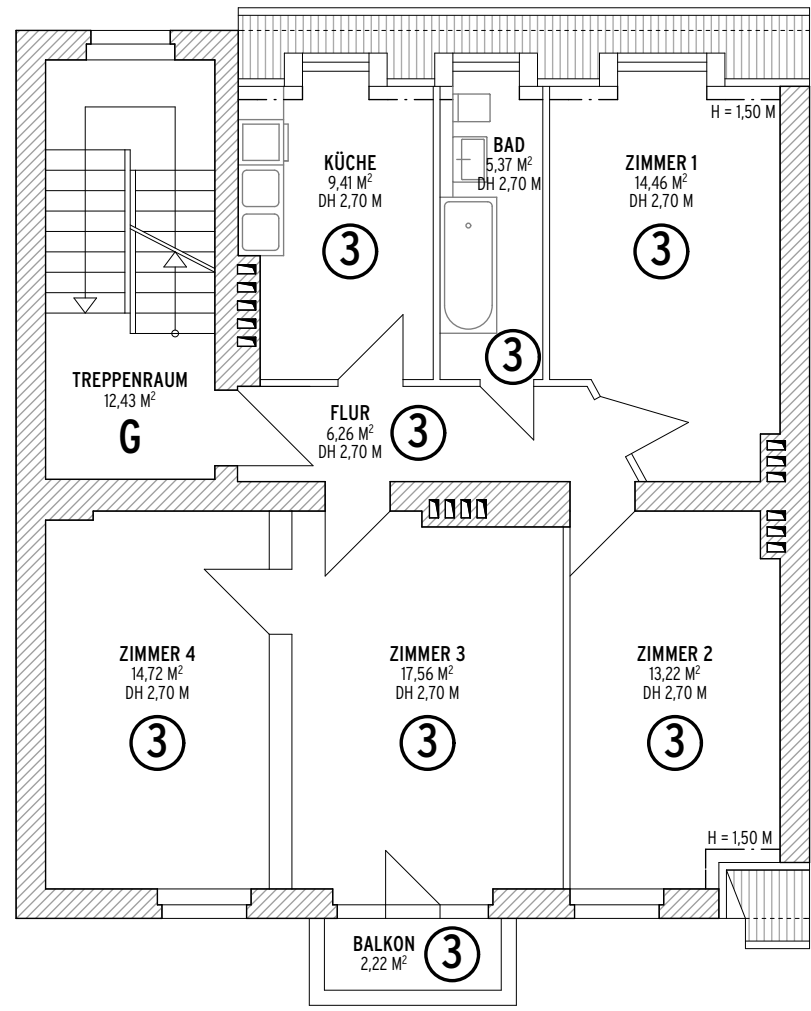 H = 1,50 M
KÜCHE
9,41 M²
DH 2,70 M
3
BAD
5,37 M²
DH 2,70 M
3
ZIMMER 1
14,46 M²
DH 2,70 M
3
TREPPENRAUM
12,43 M²
G
FLUR
6,26 M²
DH 2,70 M
3
ZIMMER 4
14,72 M²
DH 2,70 M
3
ZIMMER 3
17,56 M²
DH 2,70 M
3
ZIMMER 2
13,22 M²
DH 2,70 M
3
H = 1,50 M
BALKON
2,22 M²
3